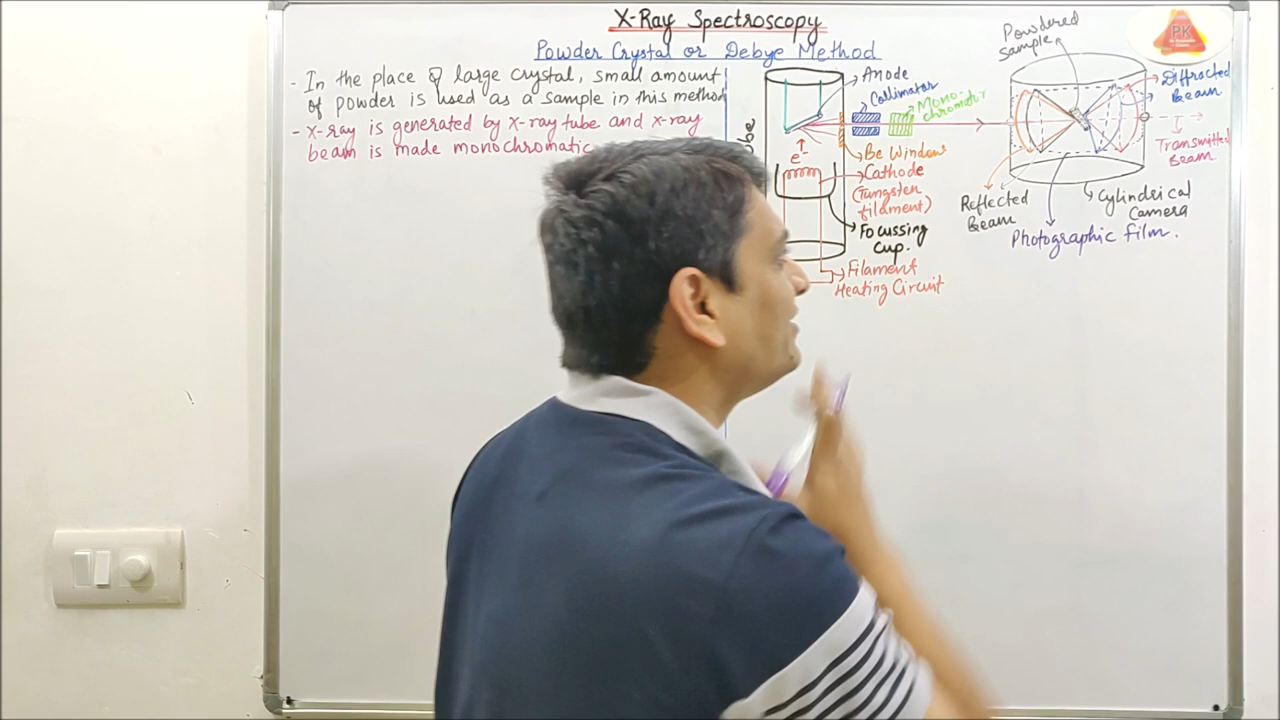 X-Ray Spectroscopy
Powder Crystal or Debye Method
- In the place of large crystal, small amount
of powder is used as a sample in this method
- X-ray is generated by X-ray tube and x-ray
beam is made monochromatic
Anode
Collimator
Mono-
chromator
e-
Be Window
Cathode
(Tungsten
filament)
Focussing
Cup.
Filament
Heating Circuit
Powdered
Sample
PK
Diffracted
Beam.
Transmitted
Beam
Reflected
Beam
Cylindrical
Camera
Photographic film.